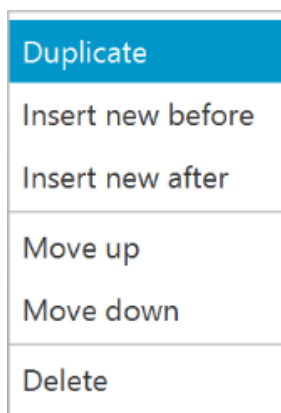 Duplicate
Insert new before
Insert new after
Move up
Move down
Delete